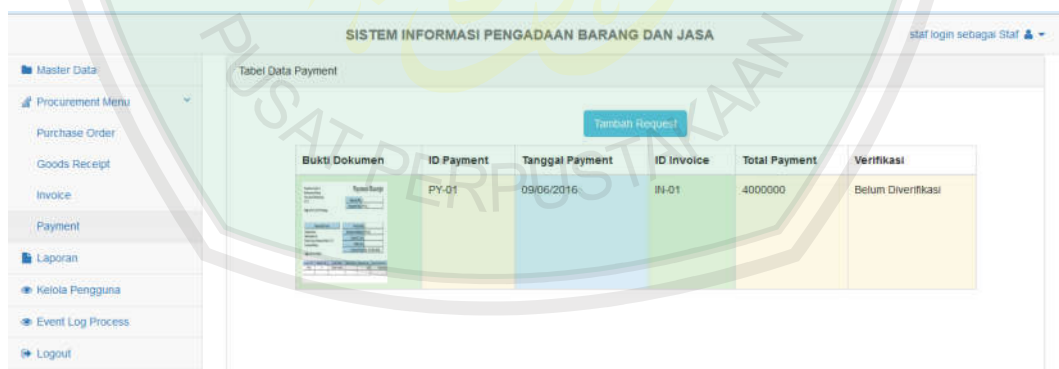 SISTEM INFORMASI PENGADAAN BARANG DAN JASA
staf login sebagai Staf
Master Data
Procurement Menu
Purchase Order
Goods Receipt
Invoice
Payment
Laporan
Kelola Pengguna
Event Log Process
Logout
Tabel Data Payment
Tambah Request
Bukti Dokumen ID Payment Tanggal Payment ID Invoice Total Payment Verifikasi
PY-01 09/06/2016 IN-01 4000000 Belum Diverifikasi
PUSAT PERPUSTAKAAN